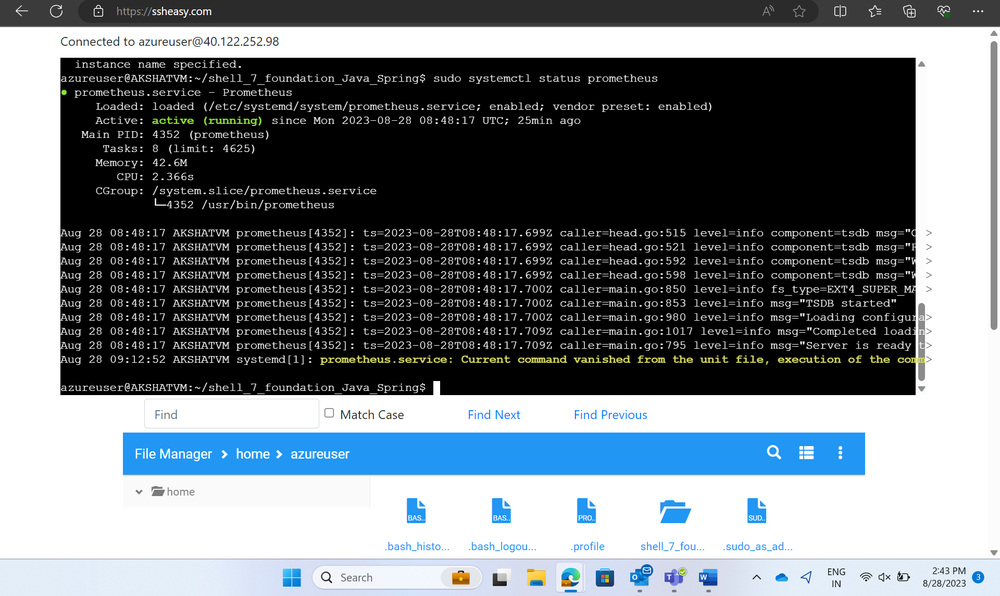 https://ssheasy.com
Connected to azureuser@40.122.252.98
instance name specified.
azureuser@AKSHATVM:~/shell_7_foundation_Java_Spring$ sudo systemctl status prometheus
● prometheus.service - Prometheus
Loaded: loaded (/etc/systemd/system/prometheus.service; enabled; vendor preset: enabled)
Active: active (running) since Mon 2023-08-28 08:48:17 UTC; 25min ago
Main PID: 4352 (prometheus)
Tasks: 8 (limit: 4625)
Memory: 42.6M
CPU: 2.366s
CGroup: /system.slice/prometheus.service
└─4352 /usr/bin/prometheus
Aug 28 08:48:17 AKSHATVM prometheus[4352]: ts=2023-08-28T08:48:17.699Z caller=head.go:515 level=info component=tsdb msg="
Aug 28 08:48:17 AKSHATVM prometheus[4352]: ts=2023-08-28T08:48:17.699Z caller=head.go:521 level=info component=tsdb msg="
Aug 28 08:48:17 AKSHATVM prometheus[4352]: ts=2023-08-28T08:48:17.699Z caller=head.go:592 level=info component=tsdb msg="
Aug 28 08:48:17 AKSHATVM prometheus[4352]: ts=2023-08-28T08:48:17.699Z caller=head.go:598 level=info component=tsdb msg="
Aug 28 08:48:17 AKSHATVM prometheus[4352]: ts=2023-08-28T08:48:17.700Z caller=main.go:850 level=info fs_type=EXT4_SUPER_MA>
Aug 28 08:48:17 AKSHATVM prometheus[4352]: ts=2023-08-28T08:48:17.700Z caller=main.go:853 level=info msg="TSDB started"
Aug 28 08:48:17 AKSHATVM prometheus[4352]: ts=2023-08-28T08:48:17.700Z caller=main.go:980 level=info msg="Loading configura>
Aug 28 08:48:17 AKSHATVM prometheus[4352]: ts=2023-08-28T08:48:17.709Z caller=main.go:1017 level=info msg="Completed loadin>
Aug 28 08:48:17 AKSHATVM prometheus[4352]: ts=2023-08-28T08:48:17.709Z caller=main.go:795 level=info msg="Server is ready t>
Aug 28 09:12:52 AKSHATVM systemd[1]: prometheus.service: Current command vanished from the unit file, execution of the comm>
azureuser@AKSHATVM:~/shell_7_foundation_Java_Spring$
Find Match Case Find Next Find Previous
File Manager > home > azureuser
home
BAS.. BAS.. PRO.. SUD..
.bash_histo... .bash_logou... .profile shell_7_fou... .sudo_as_ad...
Search
ENG
IN
2:43 PM
8/28/2023
3